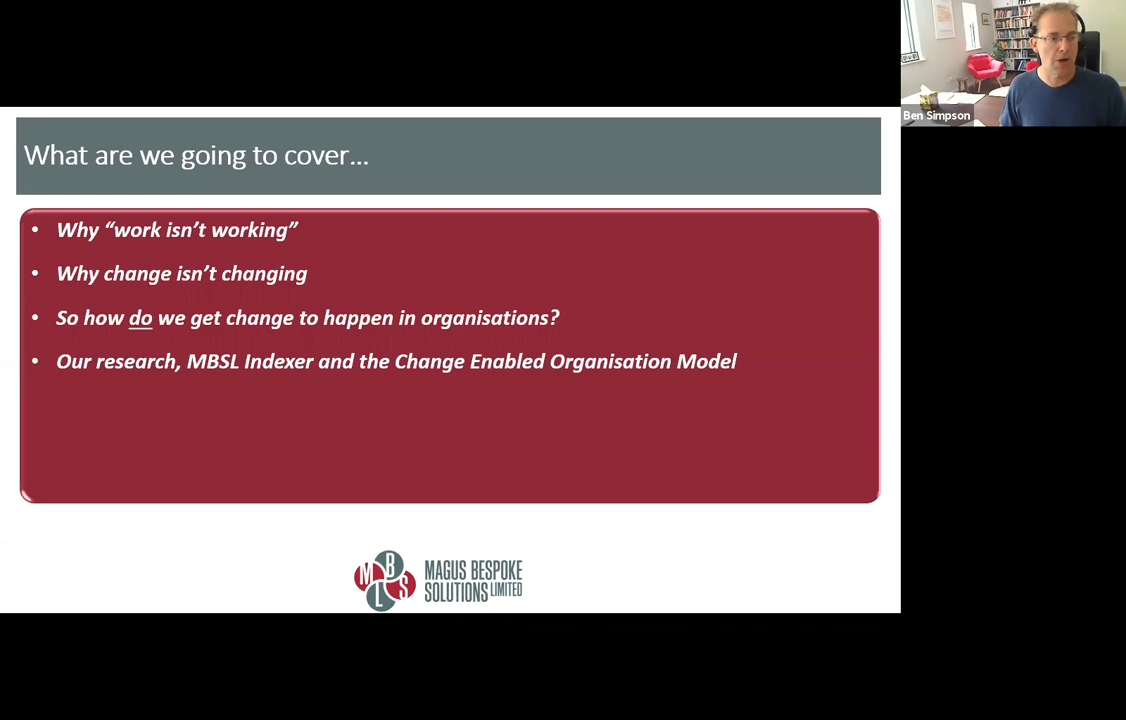 What are we going to cover...
• Why “work isn’t working”
• Why change isn’t changing
• So how do we get change to happen in organisations?
• Our research, MBSL Indexer and the Change Enabled Organisation Model
M B L S
MAGUS BESPOKE
SOLUTIONS LIMITED
Ben Simpson